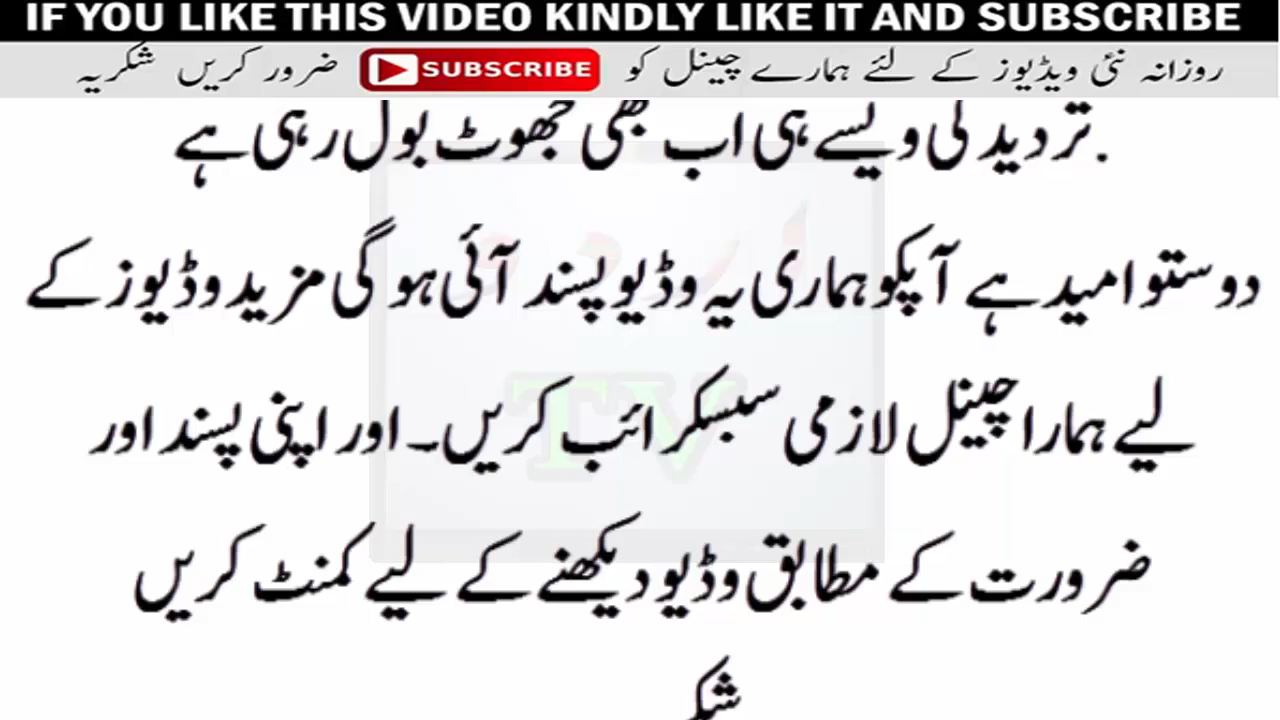 IF YOU LIKE THIS VIDEO KINDLY LIKE IT AND SUBSCRIBE
روزانہ نئی ویڈیوز کے لئے ہمارے چینل کو SUBSCRIBE ضرور کریں شکریہ
.تردید کی ویسے ہی اب بھی جھوٹ بول رہی ہے
دوستو امید ہے آپکو ہماری یہ وڈیو پسند آئی ہو گی مزید وڈیوز کے
لیے ہمارا چینل لازمی سبسکرائب کریں۔ اور اپنی پسند اور
ضرورت کے مطابق وڈیو دیکھنے کے لیے کمنٹ کریں
اردو
TV